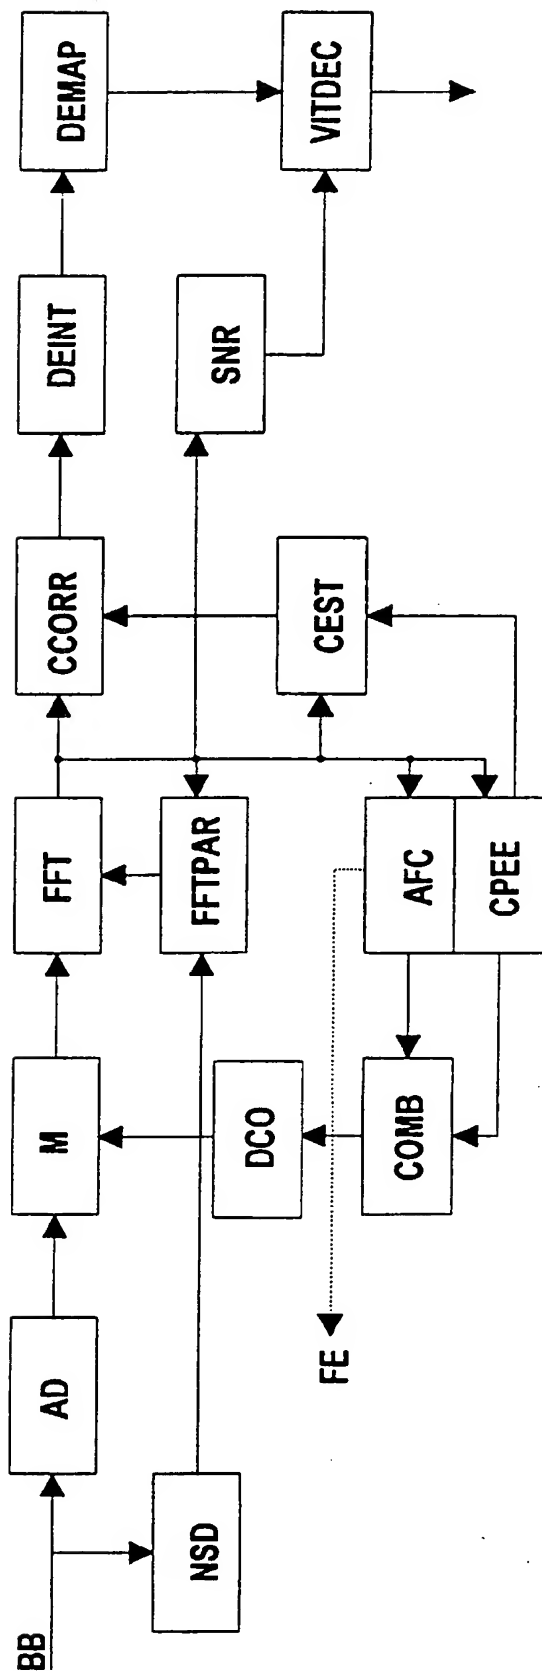 BB
AD
M
FFT
CCORR
DEINT
DEMAP
NSD
FFTPAR
SNR
VITDEC
DCO
CEST
FE
COMB
AFC
CPEE